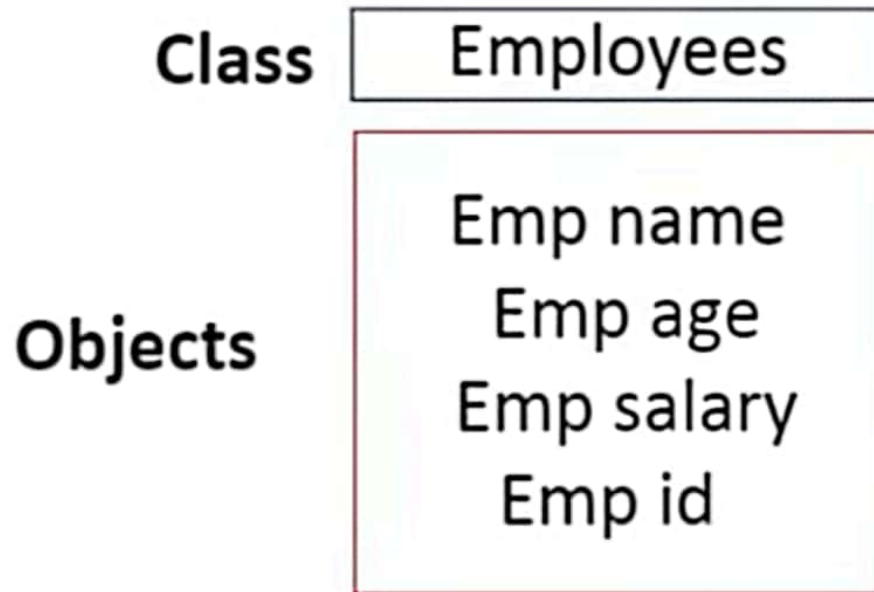 Class Employees
Emp name
Emp age
Objects
Emp salary
Emp id